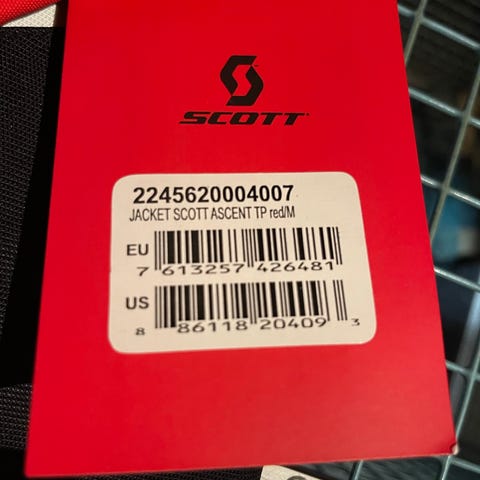 SCOTT
2245620004007
JACKET SCOTT ASCENT TP red/M
EU
7 613257 426481
US
8 86118 20409 3